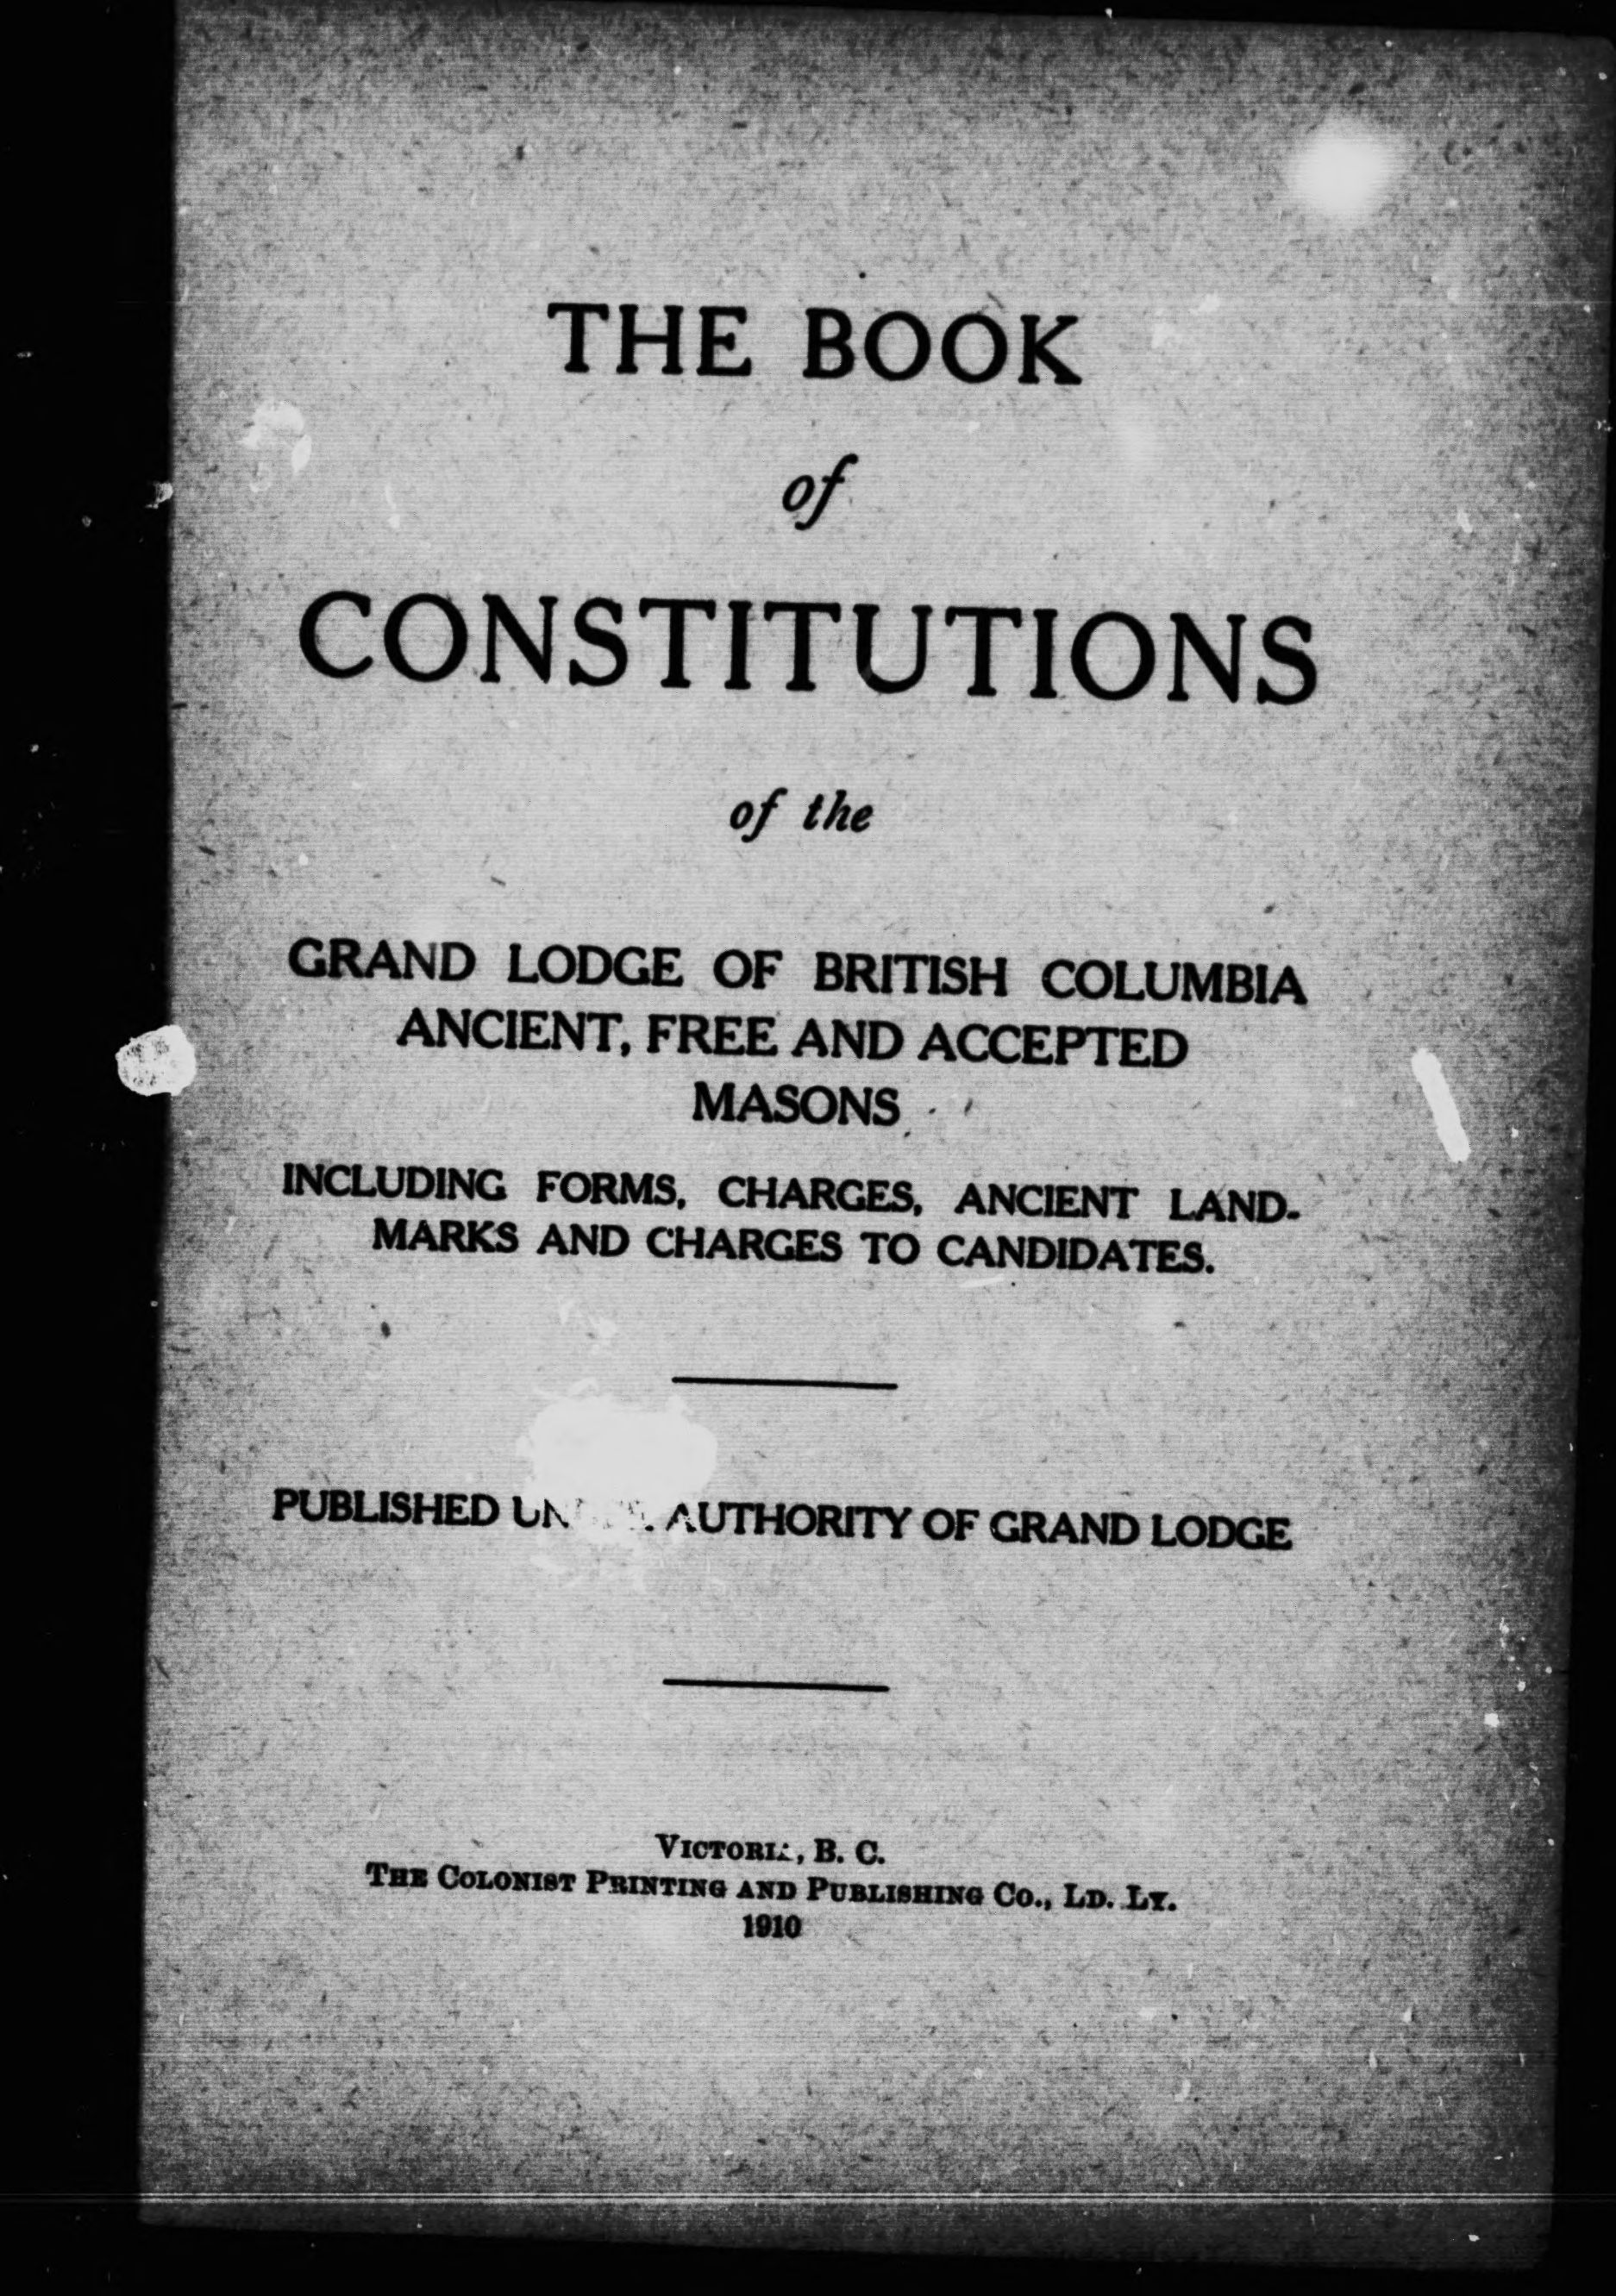 THE BOOK
of
CONSTITUTIONS
of the
GRAND LODGE OF BRITISH COLUMBIA
ANCIENT, FREE AND ACCEPTED
MASONS
INCLUDING FORMS, CHARGES, ANCIENT LAND-
MARKS AND CHARGES TO CANDIDATES.
PUBLISHED AUTHORITY OF GRAND LODGE
VICTORIA, B. C.
THE COLONIST PRINTING AND PUBLISHING CO., LD. LY.
1910